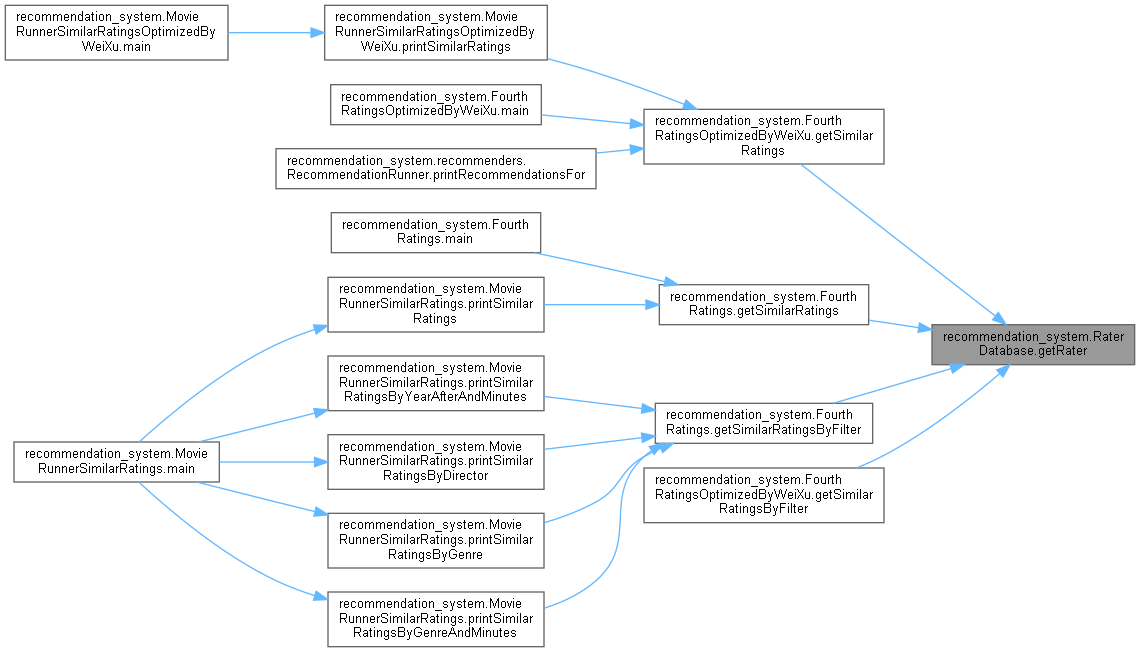 recommendation_system.Movie
RunnerSimilarRatingsOptimizedBy
WeiXu.main
recommendation_system.Movie
RunnerSimilarRatingsOptimizedBy
WeiXu.printSimilarRatings
recommendation_system.Fourth
RatingsOptimizedByWeiXu.main
recommendation_system.Fourth
RatingsOptimizedByWeiXu.getSimilar
Ratings
recommendation_system.recommenders.
RecommendationRunner.printRecommendationsFor
recommendation_system.Fourth
Ratings.main
recommendation_system.Movie
RunnerSimilarRatings.printSimilar
Ratings
recommendation_system.Fourth
Ratings.getSimilarRatings
recommendation_system.Rater
Database.getRater
recommendation_system.Movie
RunnerSimilarRatings.printSimilar
RatingsByYearAfterAndMinutes
recommendation_system.Fourth
Ratings.getSimilarRatingsByFilter
recommendation_system.Movie
RunnerSimilarRatings.main
recommendation_system.Movie
RunnerSimilarRatings.printSimilar
RatingsByDirector
recommendation_system.Fourth
RatingsOptimizedByWeiXu.getSimilar
RatingsByFilter
recommendation_system.Movie
RunnerSimilarRatings.printSimilar
RatingsByGenre
recommendation_system.Movie
RunnerSimilarRatings.printSimilar
RatingsByGenreAndMinutes